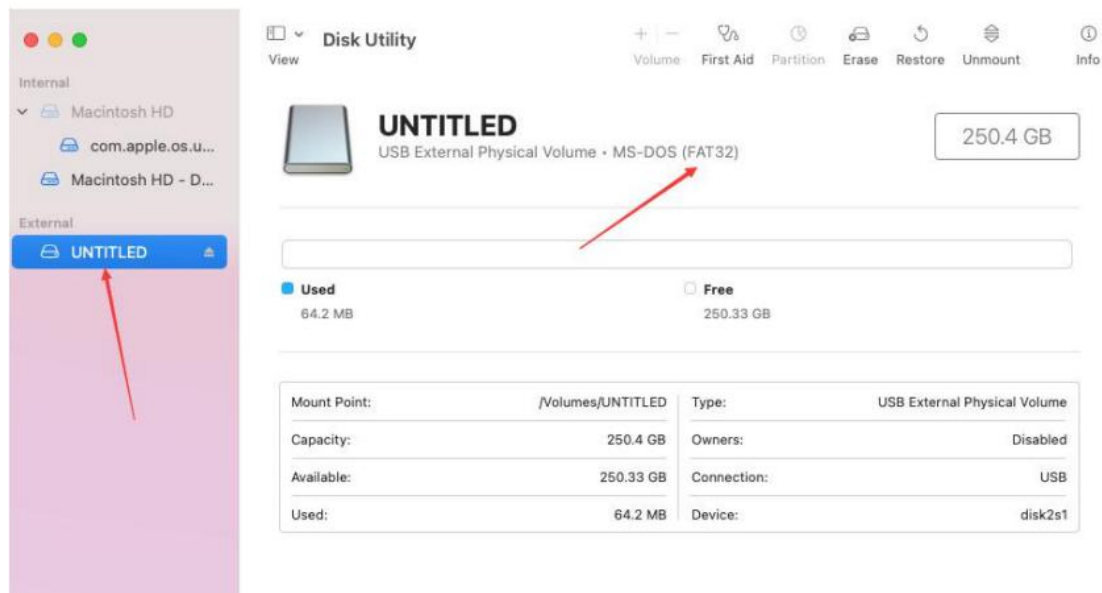 Disk Utility
View
Volume
First Aid
Partition
Erase
Restore
Unmount
Info
Internal
Macintosh HD
com.apple.os.u...
Macintosh HD - D...
External
UNTITLED
UNTITLED
USB External Physical Volume • MS-DOS (FAT32)
250.4 GB
Used
64.2 MB
Free
250.33 GB
Mount Point: /Volumes/UNTITLED
Type: USB External Physical Volume
Capacity: 250.4 GB
Owners: Disabled
Available: 250.33 GB
Connection: USB
Used: 64.2 MB
Device: disk2s1